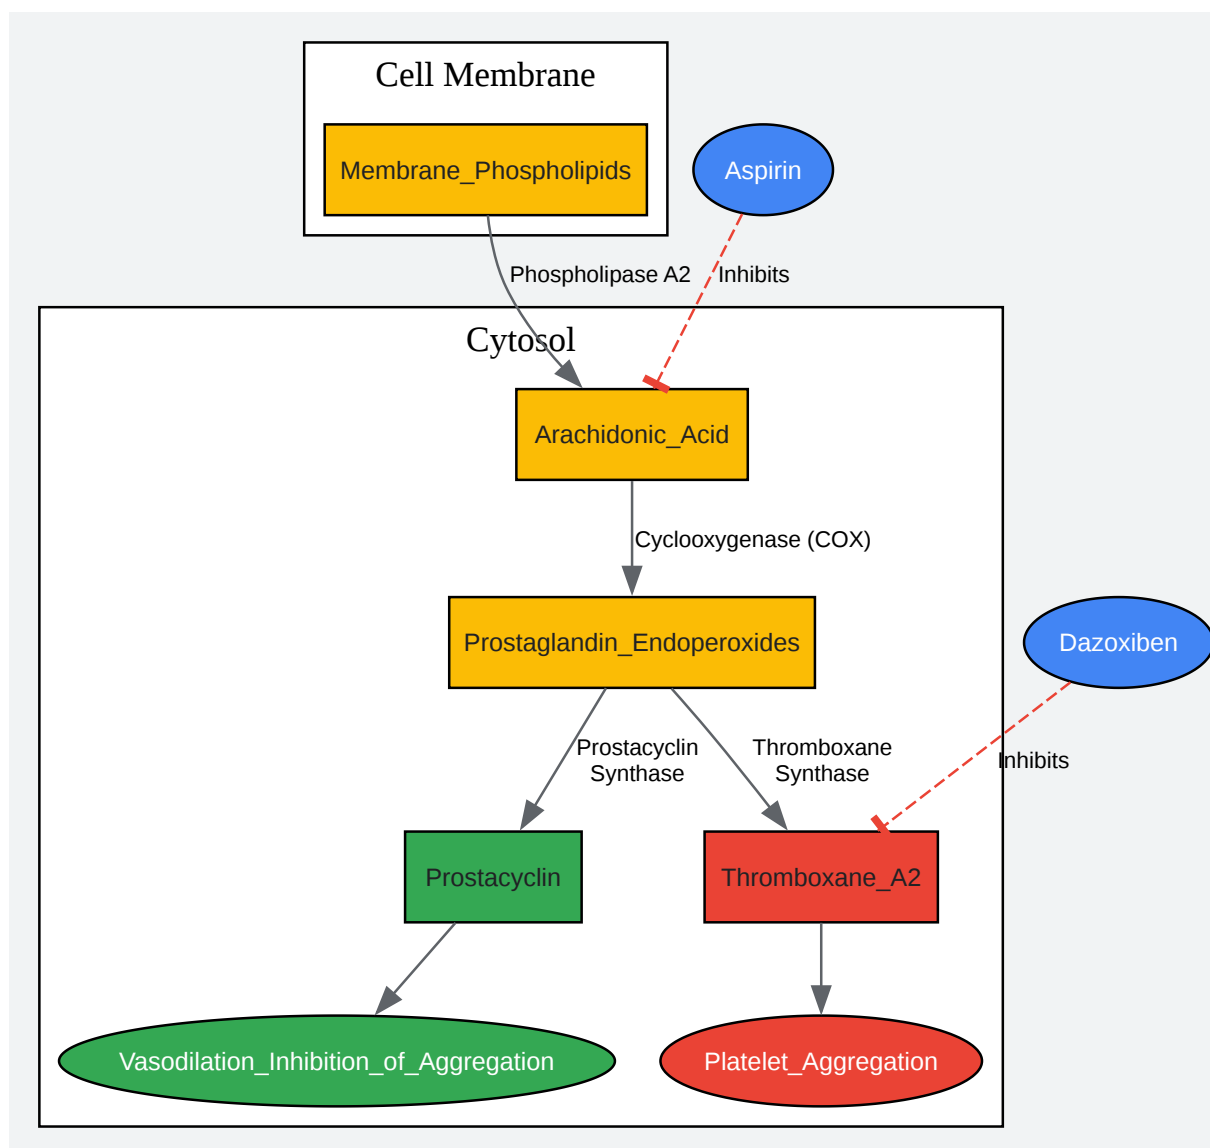 Cell Membrane
Membrane_Phospholipids
Aspirin
Phospholipase A2
Inhibits
Cytosol
Arachidonic_Acid
Cyclooxygenase (COX)
Prostaglandin_Endoperoxides
Dazoxiben
Prostacyclin
Synthase
Thromboxane
Synthase
Inhibits
Prostacyclin
Thromboxane_A2
Vasodilation_Inhibition_of_Aggregation
Platelet_Aggregation